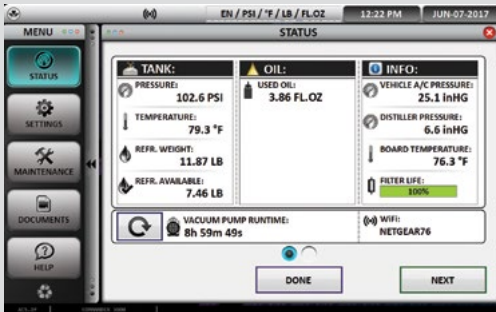 EN / PSI / °F / LB / FL.OZ
12:22 PM
JUN-07-2017
MENU
STATUS
STATUS
SETTINGS
MAINTENANCE
DOCUMENTS
HELP
TANK:
PRESSURE:
102.6 PSI
TEMPERATURE:
79.3 °F
REFR. WEIGHT:
11.87 LB
REFR. AVAILABLE:
7.46 LB
OIL:
USED OIL:
3.86 FL.OZ
INFO:
VEHICLE A/C PRESSURE:
25.1 inHG
DISTILLER PRESSURE:
6.6 inHG
BOARD TEMPERATURE:
76.3 °F
FILTER LIFE:
100%
VACUUM PUMP RUNTIME:
8h 59m 49s
WiFi:
NETGEAR76
DONE
NEXT